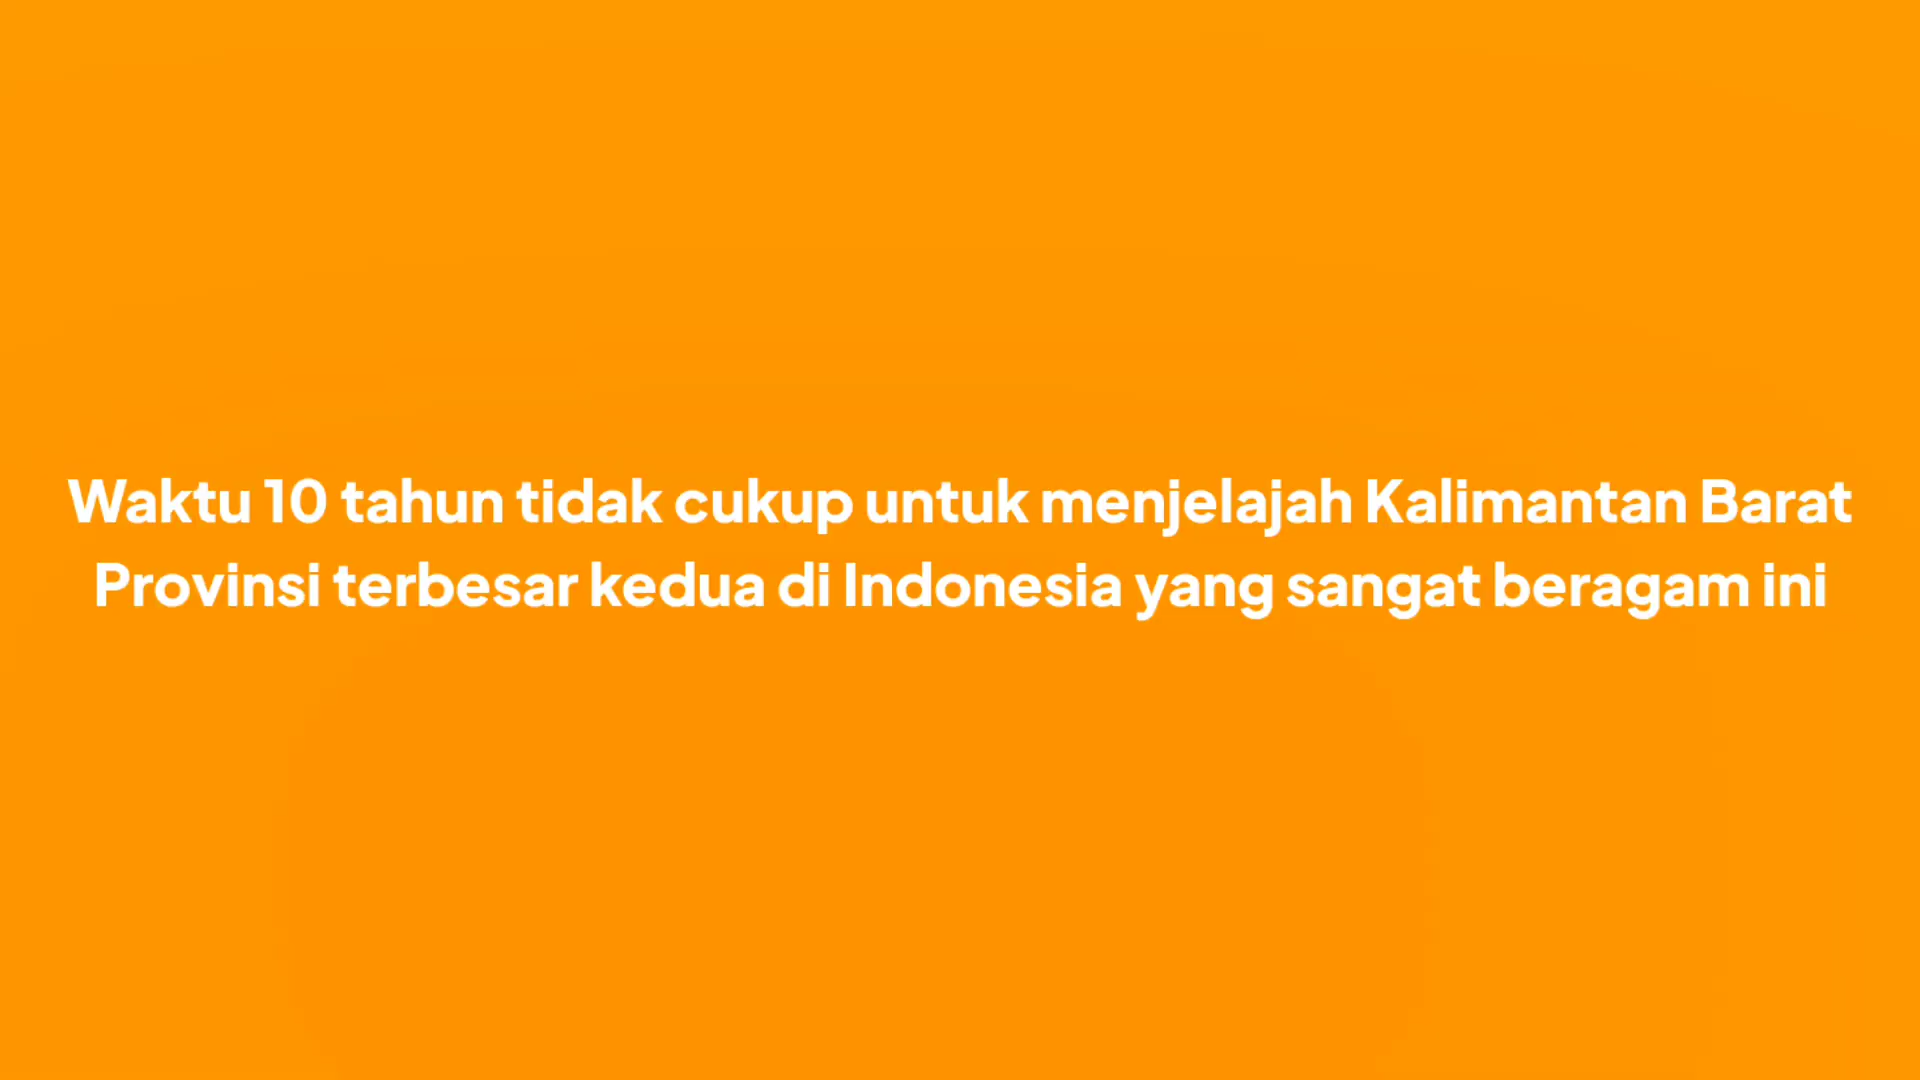 Waktu 10 tahun tidak cukup untuk menjelajah Kalimantan Barat
Provinsi terbesar kedua di Indonesia yang sangat beragam ini